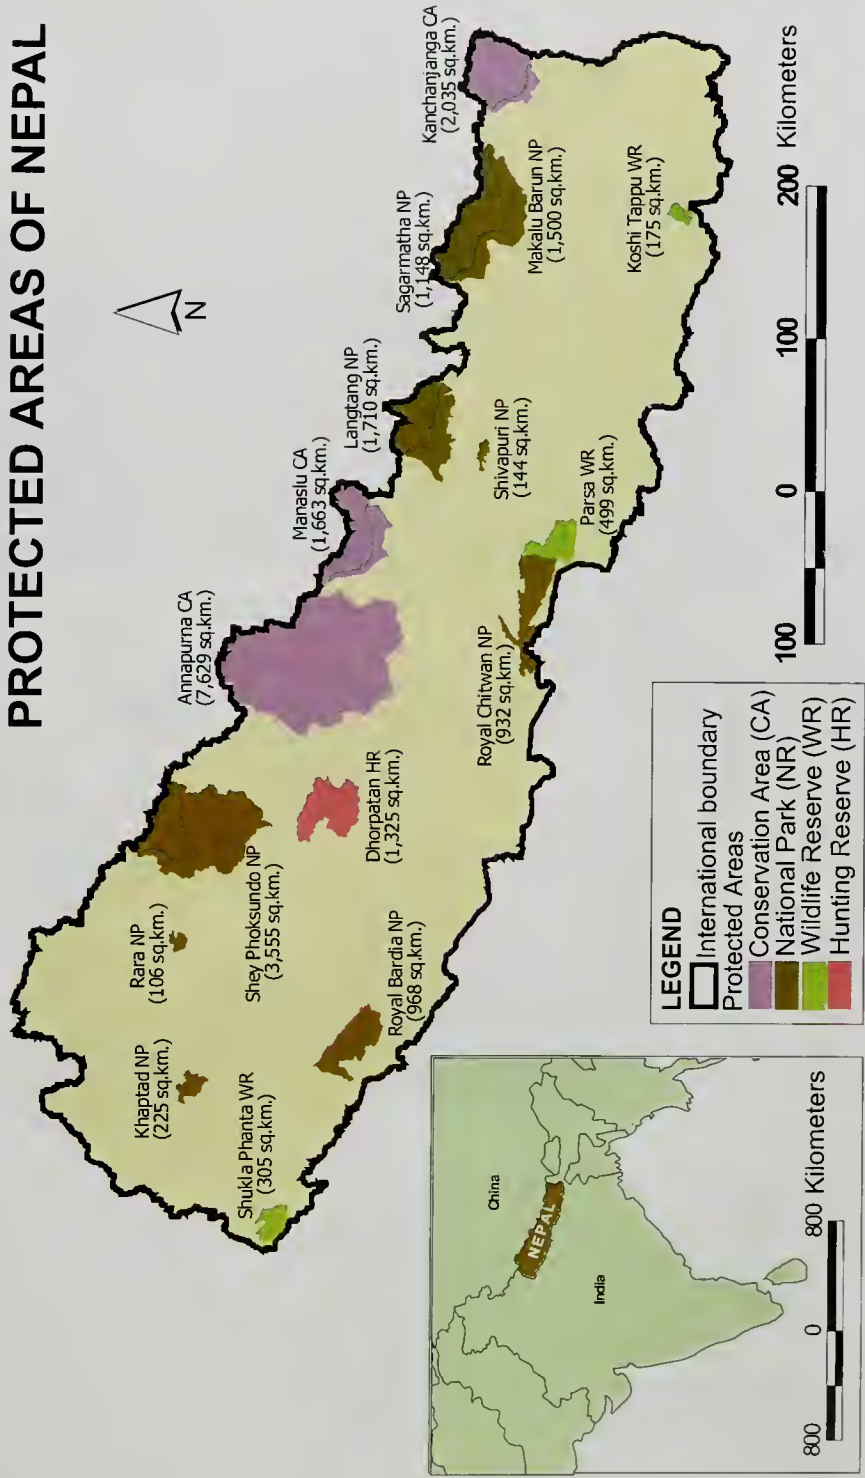 PROTECTED AREAS OF NEPAL
N
Khaptad NP
(225 sq.km.)
Rara NP
(106 sq.km.)
Shukla Phanta WR
(305 sq.km.)
Shey Phoksundo NP
(3,555 sq.km.)
Royal Bardia NP
(968 sq.km.)
Dhorpatan HR
(1,325 sq.km.)
Annapurna CA
(7,629 sq.km.)
Manaslu CA
(1,663 sq.km.)
Langtang NP
(1,710 sq.km.)
Sagarmatha NP
(1,148 sq.km.)
Kanchanjanga CA
(2,035 sq.km.)
Makalu Barun NP
(1,500 sq.km.)
Shivapuri NP
(144 sq.km.)
Royal Chitwan NP
(932 sq.km.)
Parsa WR
(499 sq.km.)
Koshi Tappu WR
(175 sq.km.)
China
NEPAL
India
800 0 800 Kilometers
LEGEND
International boundary
Protected Areas
Conservation Area (CA)
National Park (NR)
Wildlife Reserve (WR)
Hunting Reserve (HR)
100 0 100 200 Kilometers